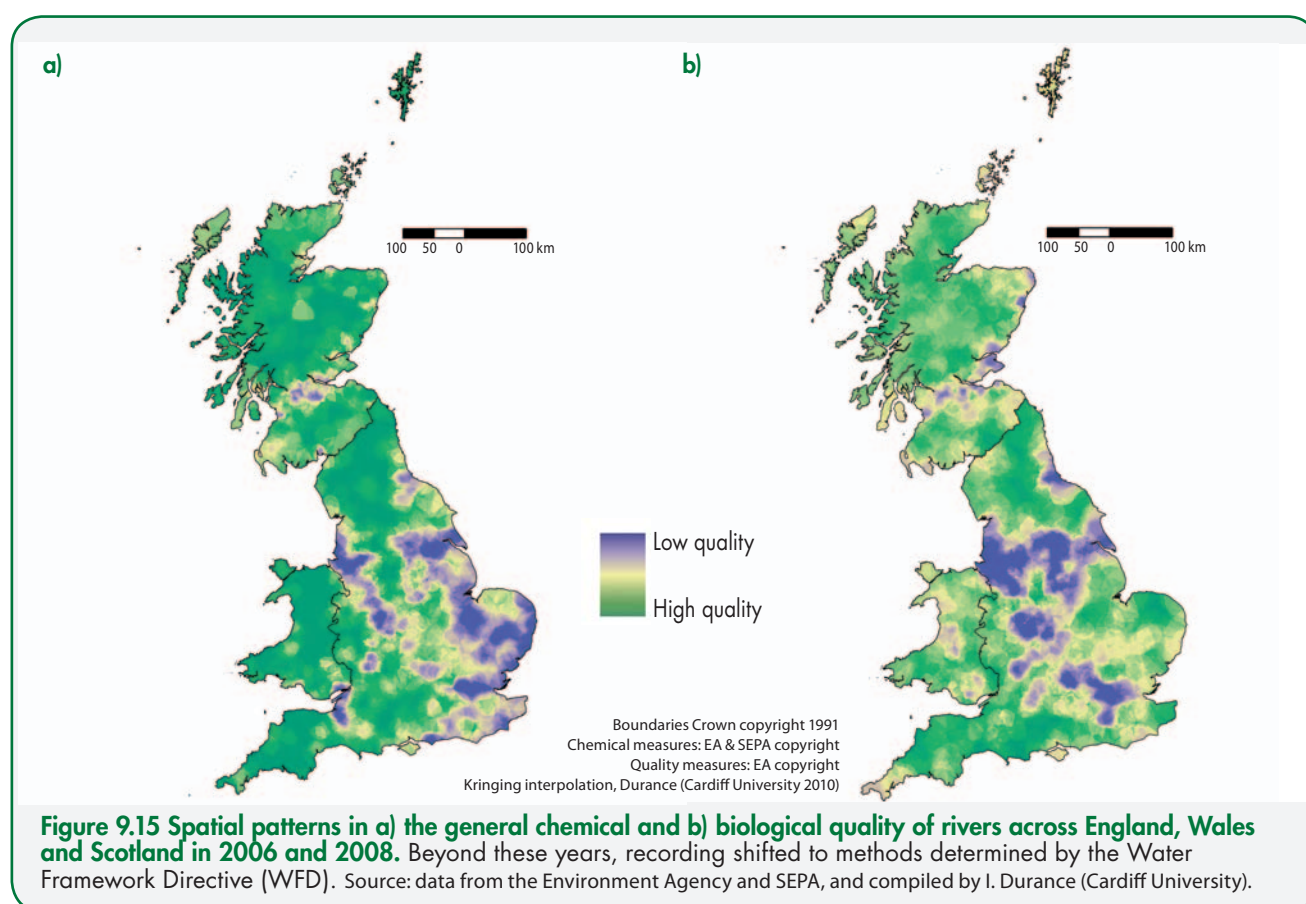 a)
b)
100 50 0 100 km
100 50 0 100 km
Low quality
High quality
Boundaries Crown copyright 1991
Chemical measures: EA & SEPA copyright
Quality measures: EA copyright
Kringing interpolation, Durance (Cardiff University 2010)
Figure 9.15 Spatial patterns in a) the general chemical and b) biological quality of rivers across England, Wales
and Scotland in 2006 and 2008. Beyond these years, recording shifted to methods determined by the Water
Framework Directive (WFD). Source: data from the Environment Agency and SEPA, and compiled by I. Durance (Cardiff University).